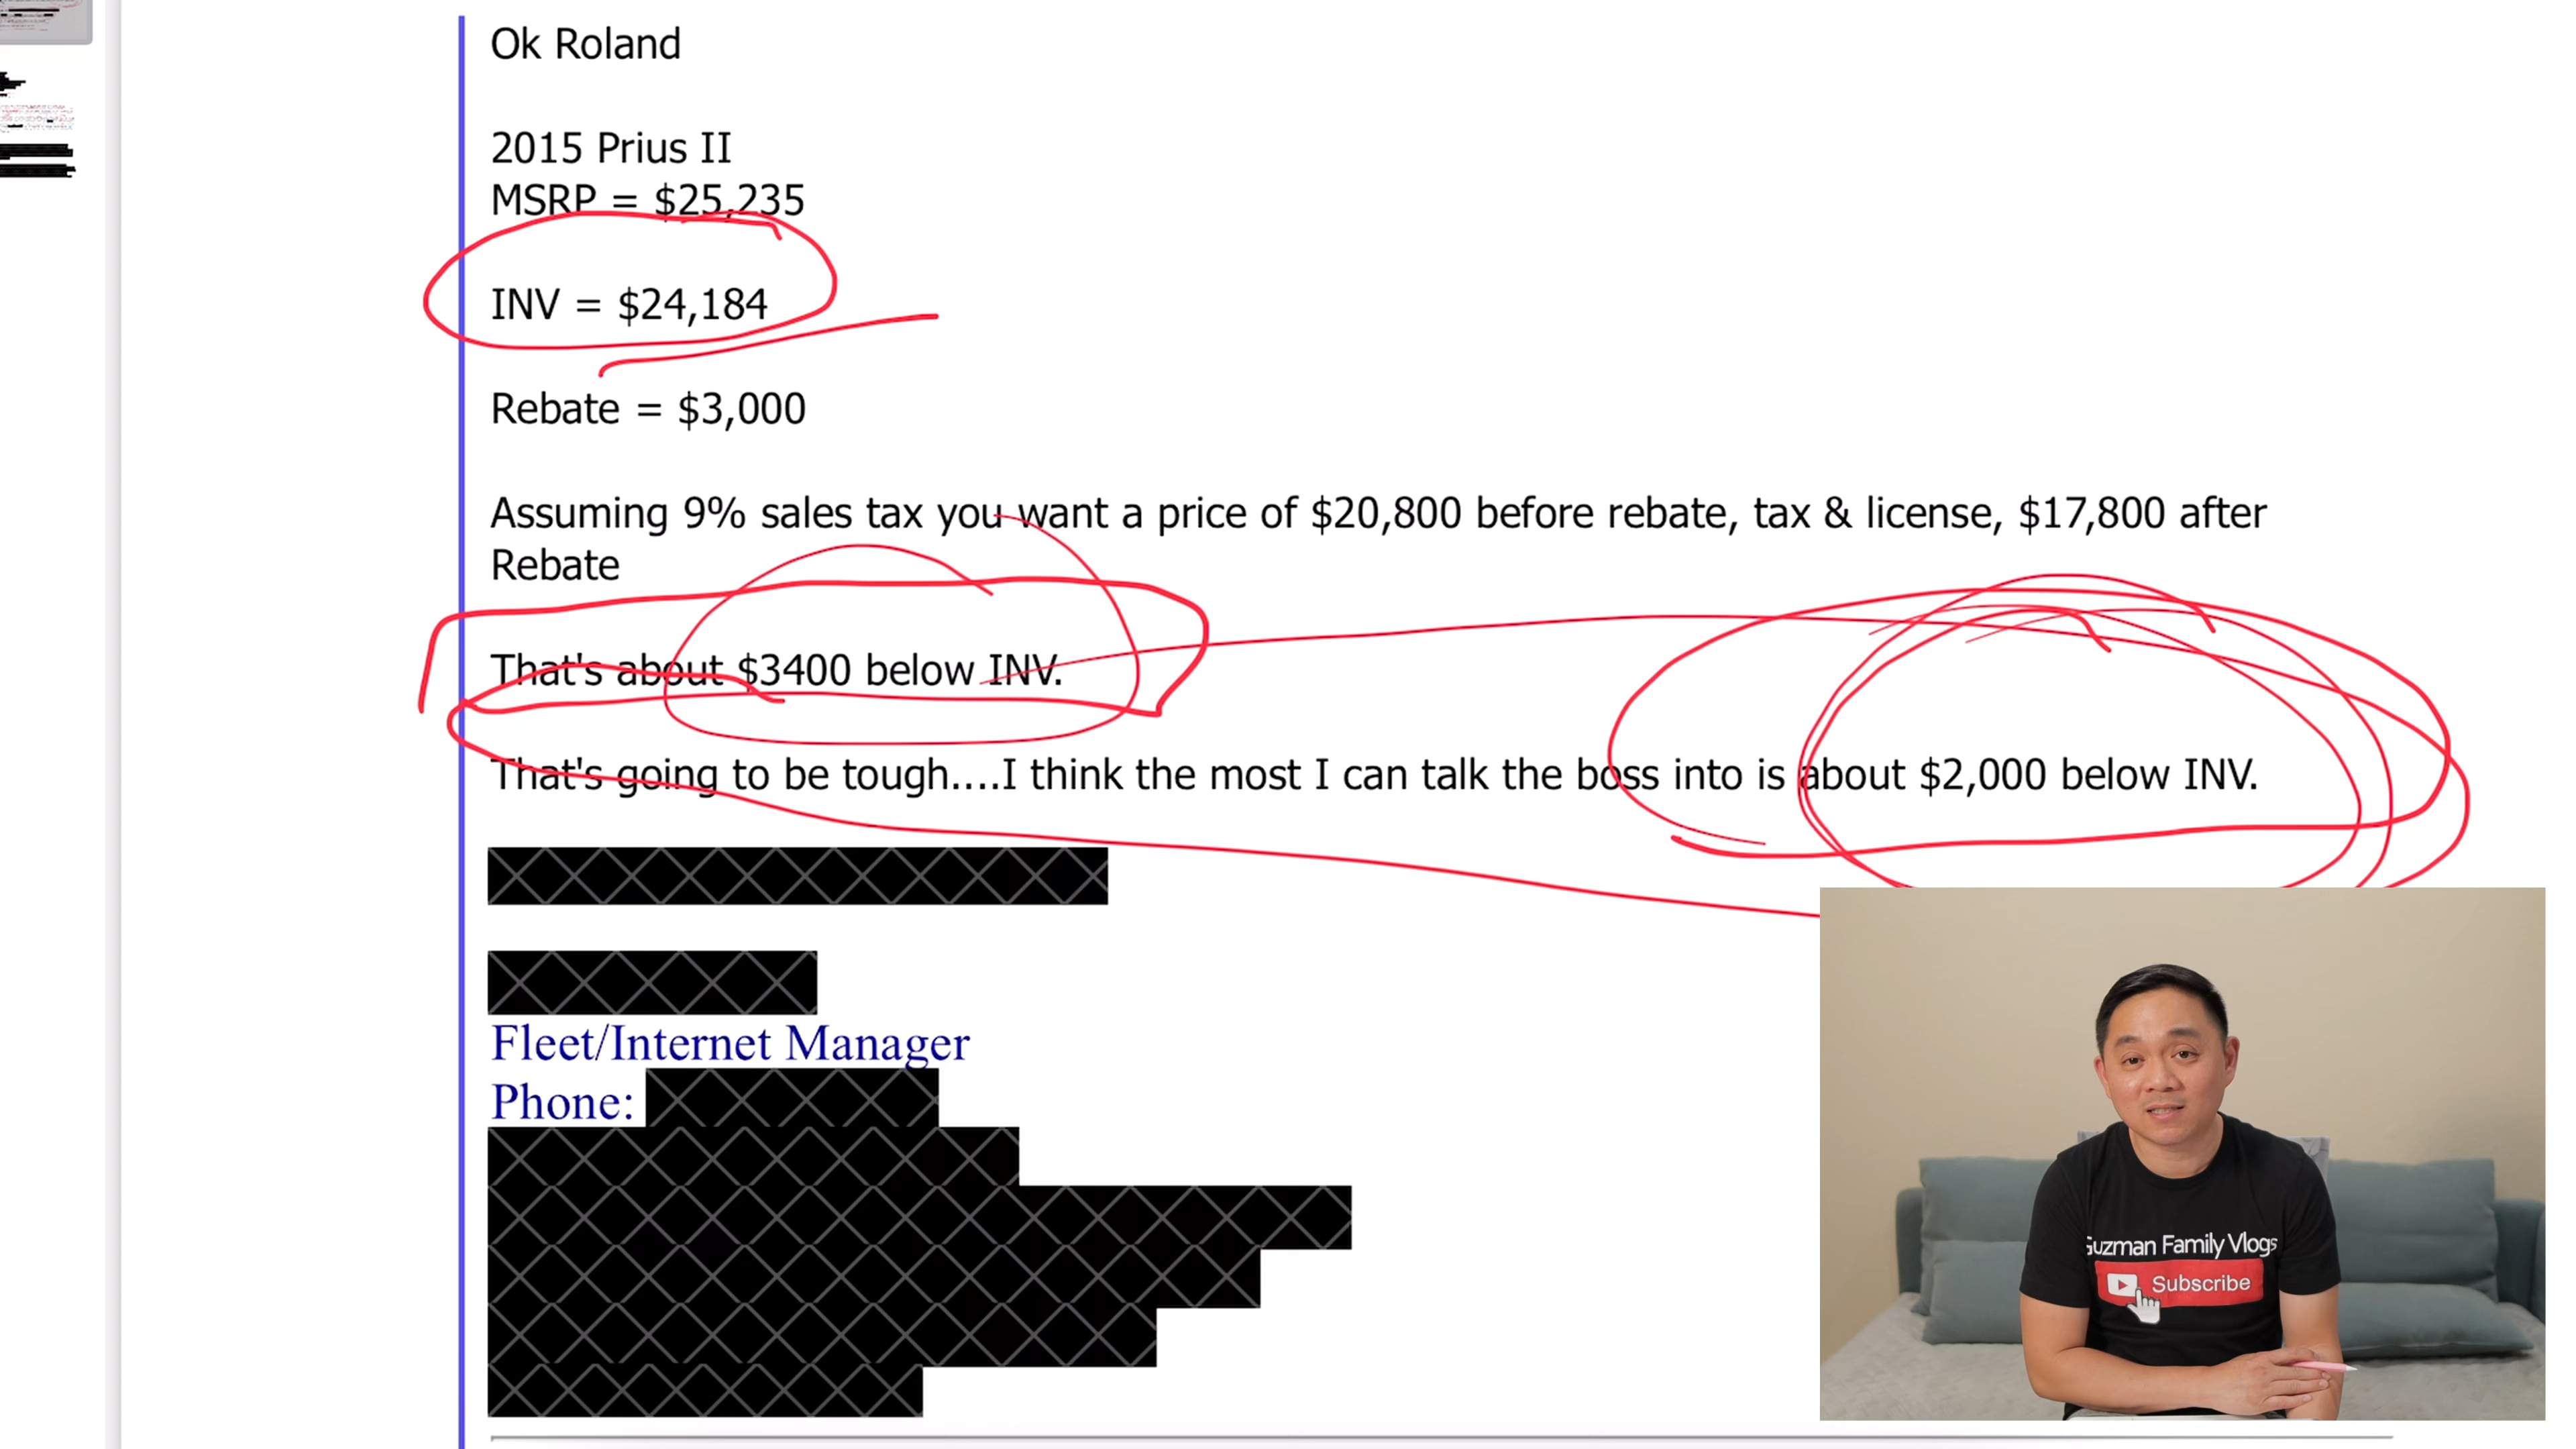 Ok Roland
2015 Prius II
MSRP = $25,235
INV = $24,184
Rebate = $3,000
Assuming 9% sales tax you want a price of $20,800 before rebate, tax & license, $17,800 after
Rebate
That's about $3400 below INV.
That's going to be tough....I think the most I can talk the boss into is about $2,000 below INV.
Fleet/Internet Manager
Phone:
Guzman Family Vlogs
Subscribe